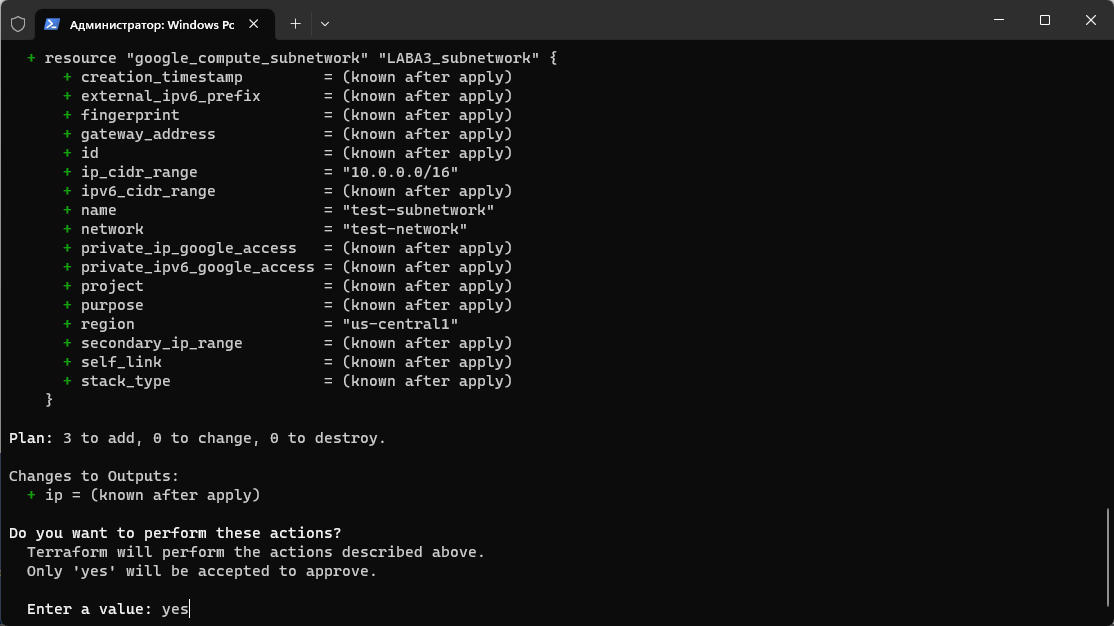 Администратор: Windows Pc
+ resource "google_compute_subnetwork" "LABA3_subnetwork" {
+ creation_timestamp = (known after apply)
+ external_ipv6_prefix = (known after apply)
+ fingerprint = (known after apply)
+ gateway_address = (known after apply)
+ id = (known after apply)
+ ip_cidr_range = "10.0.0.0/16"
+ ipv6_cidr_range = (known after apply)
+ name = "test-subnetwork"
+ network = "test-network"
+ private_ip_google_access = (known after apply)
+ private_ipv6_google_access = (known after apply)
+ project = (known after apply)
+ purpose = (known after apply)
+ region = "us-central1"
+ secondary_ip_range = (known after apply)
+ self_link = (known after apply)
+ stack_type = (known after apply)
}
Plan: 3 to add, 0 to change, 0 to destroy.
Changes to Outputs:
+ ip = (known after apply)
Do you want to perform these actions?
Terraform will perform the actions described above.
Only 'yes' will be accepted to approve.
Enter a value: yes